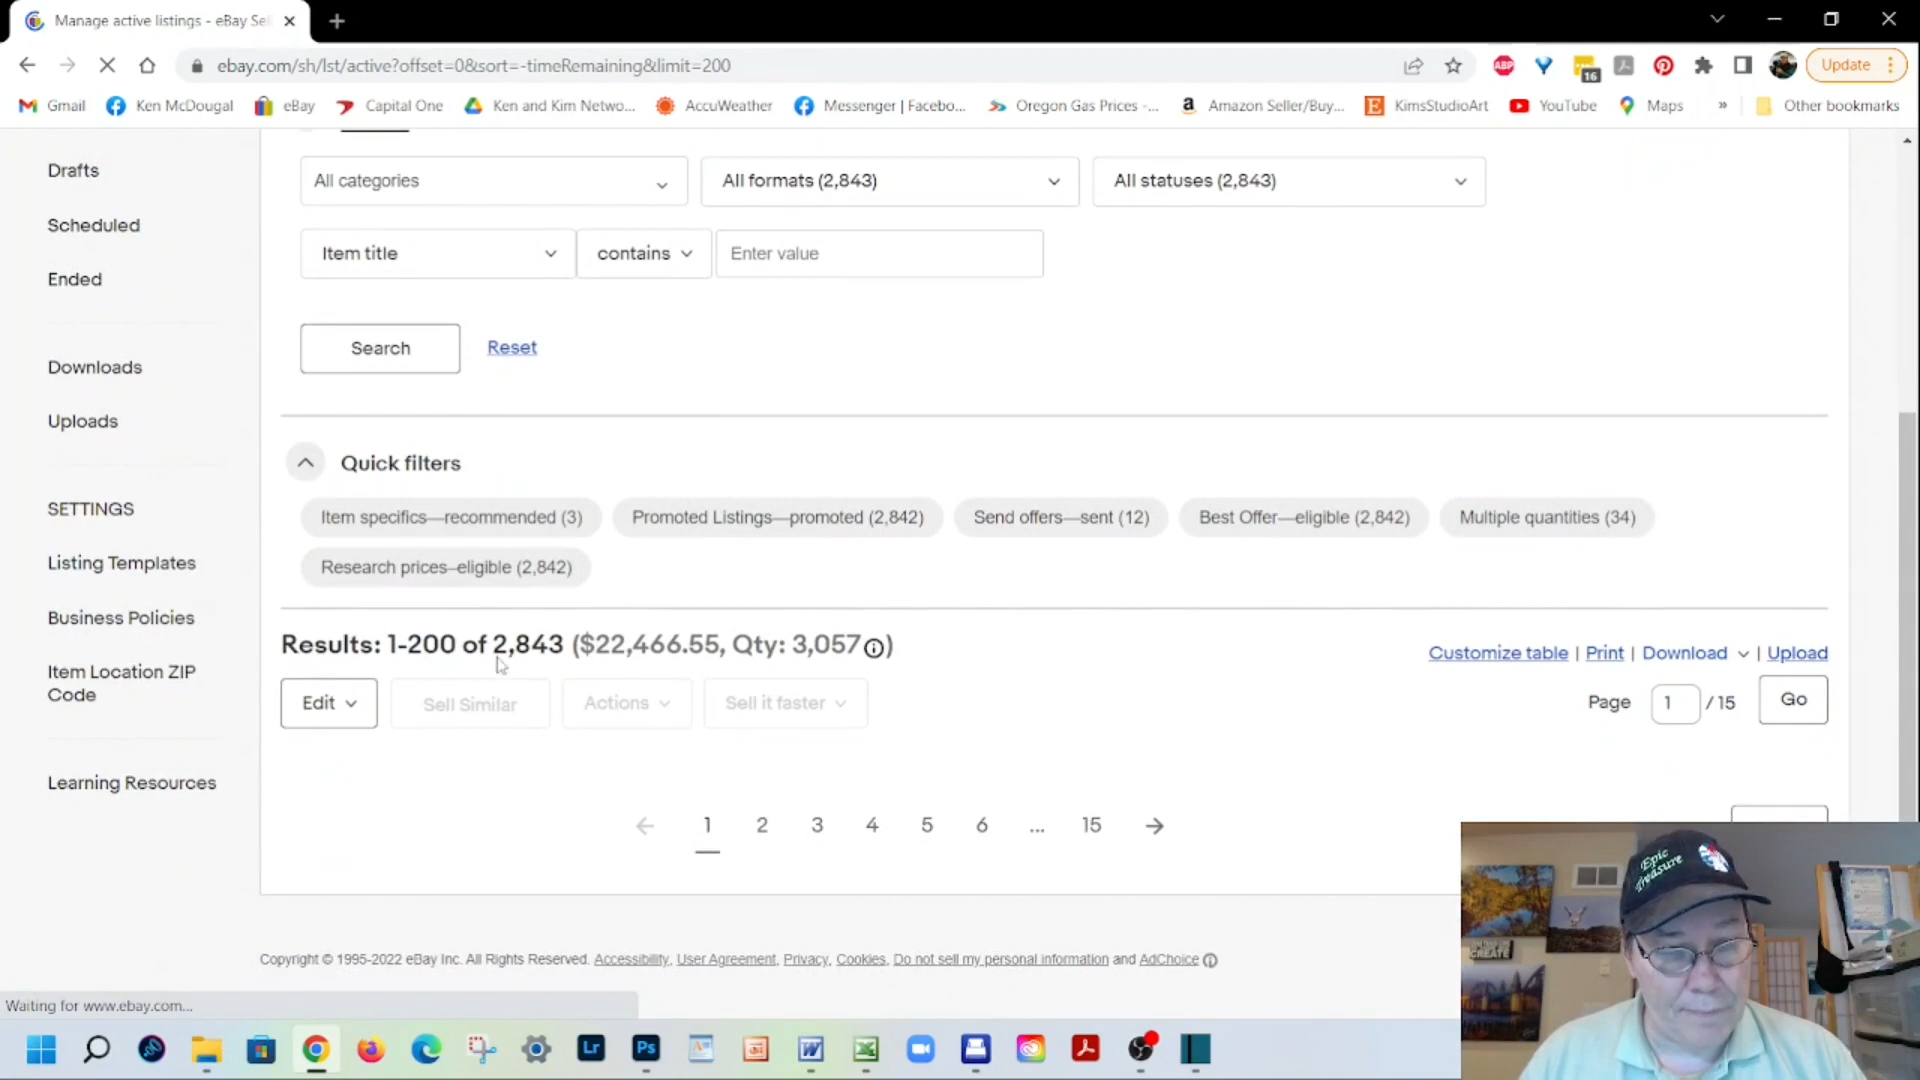 Manage active listings - eBay Sel
ebay.com/sh/lst/active?offset=0&sort=-timeRemaining&limit=200
ABP
16
Update
Gmail
Ken McDougal
eBay
Capital One
Ken and Kim Netwo...
AccuWeather
Messenger | Facebo...
Oregon Gas Prices -...
Amazon Seller/Buy...
KimsStudioArt
YouTube
Maps
»
Other bookmarks
Drafts
Scheduled
Ended
Downloads
Uploads
SETTINGS
Listing Templates
Business Policies
Item Location ZIP
Code
Learning Resources
All categories
All formats (2,843)
All statuses (2,843)
Item title
contains
Enter value
Search
Reset
Quick filters
Item specifics—recommended (3)
Promoted Listings—promoted (2,842)
Send offers—sent (12)
Best Offer—eligible (2,842)
Multiple quantities (34)
Research prices–eligible (2,842)
Results: 1-200 of 2,843 ($22,466.55, Qty: 3,057)
Customize table | Print | Download | Upload
Edit
Sell Similar
Actions
Sell it faster
Page 1 / 15 Go
1 2 3 4 5 6 ... 15
Copyright © 1995-2022 eBay Inc. All Rights Reserved. Accessibility, User Agreement, Privacy, Cookies, Do not sell my personal information and AdChoice
Waiting for www.ebay.com...
Epic
Treasure
CREATE
Lr
Ps